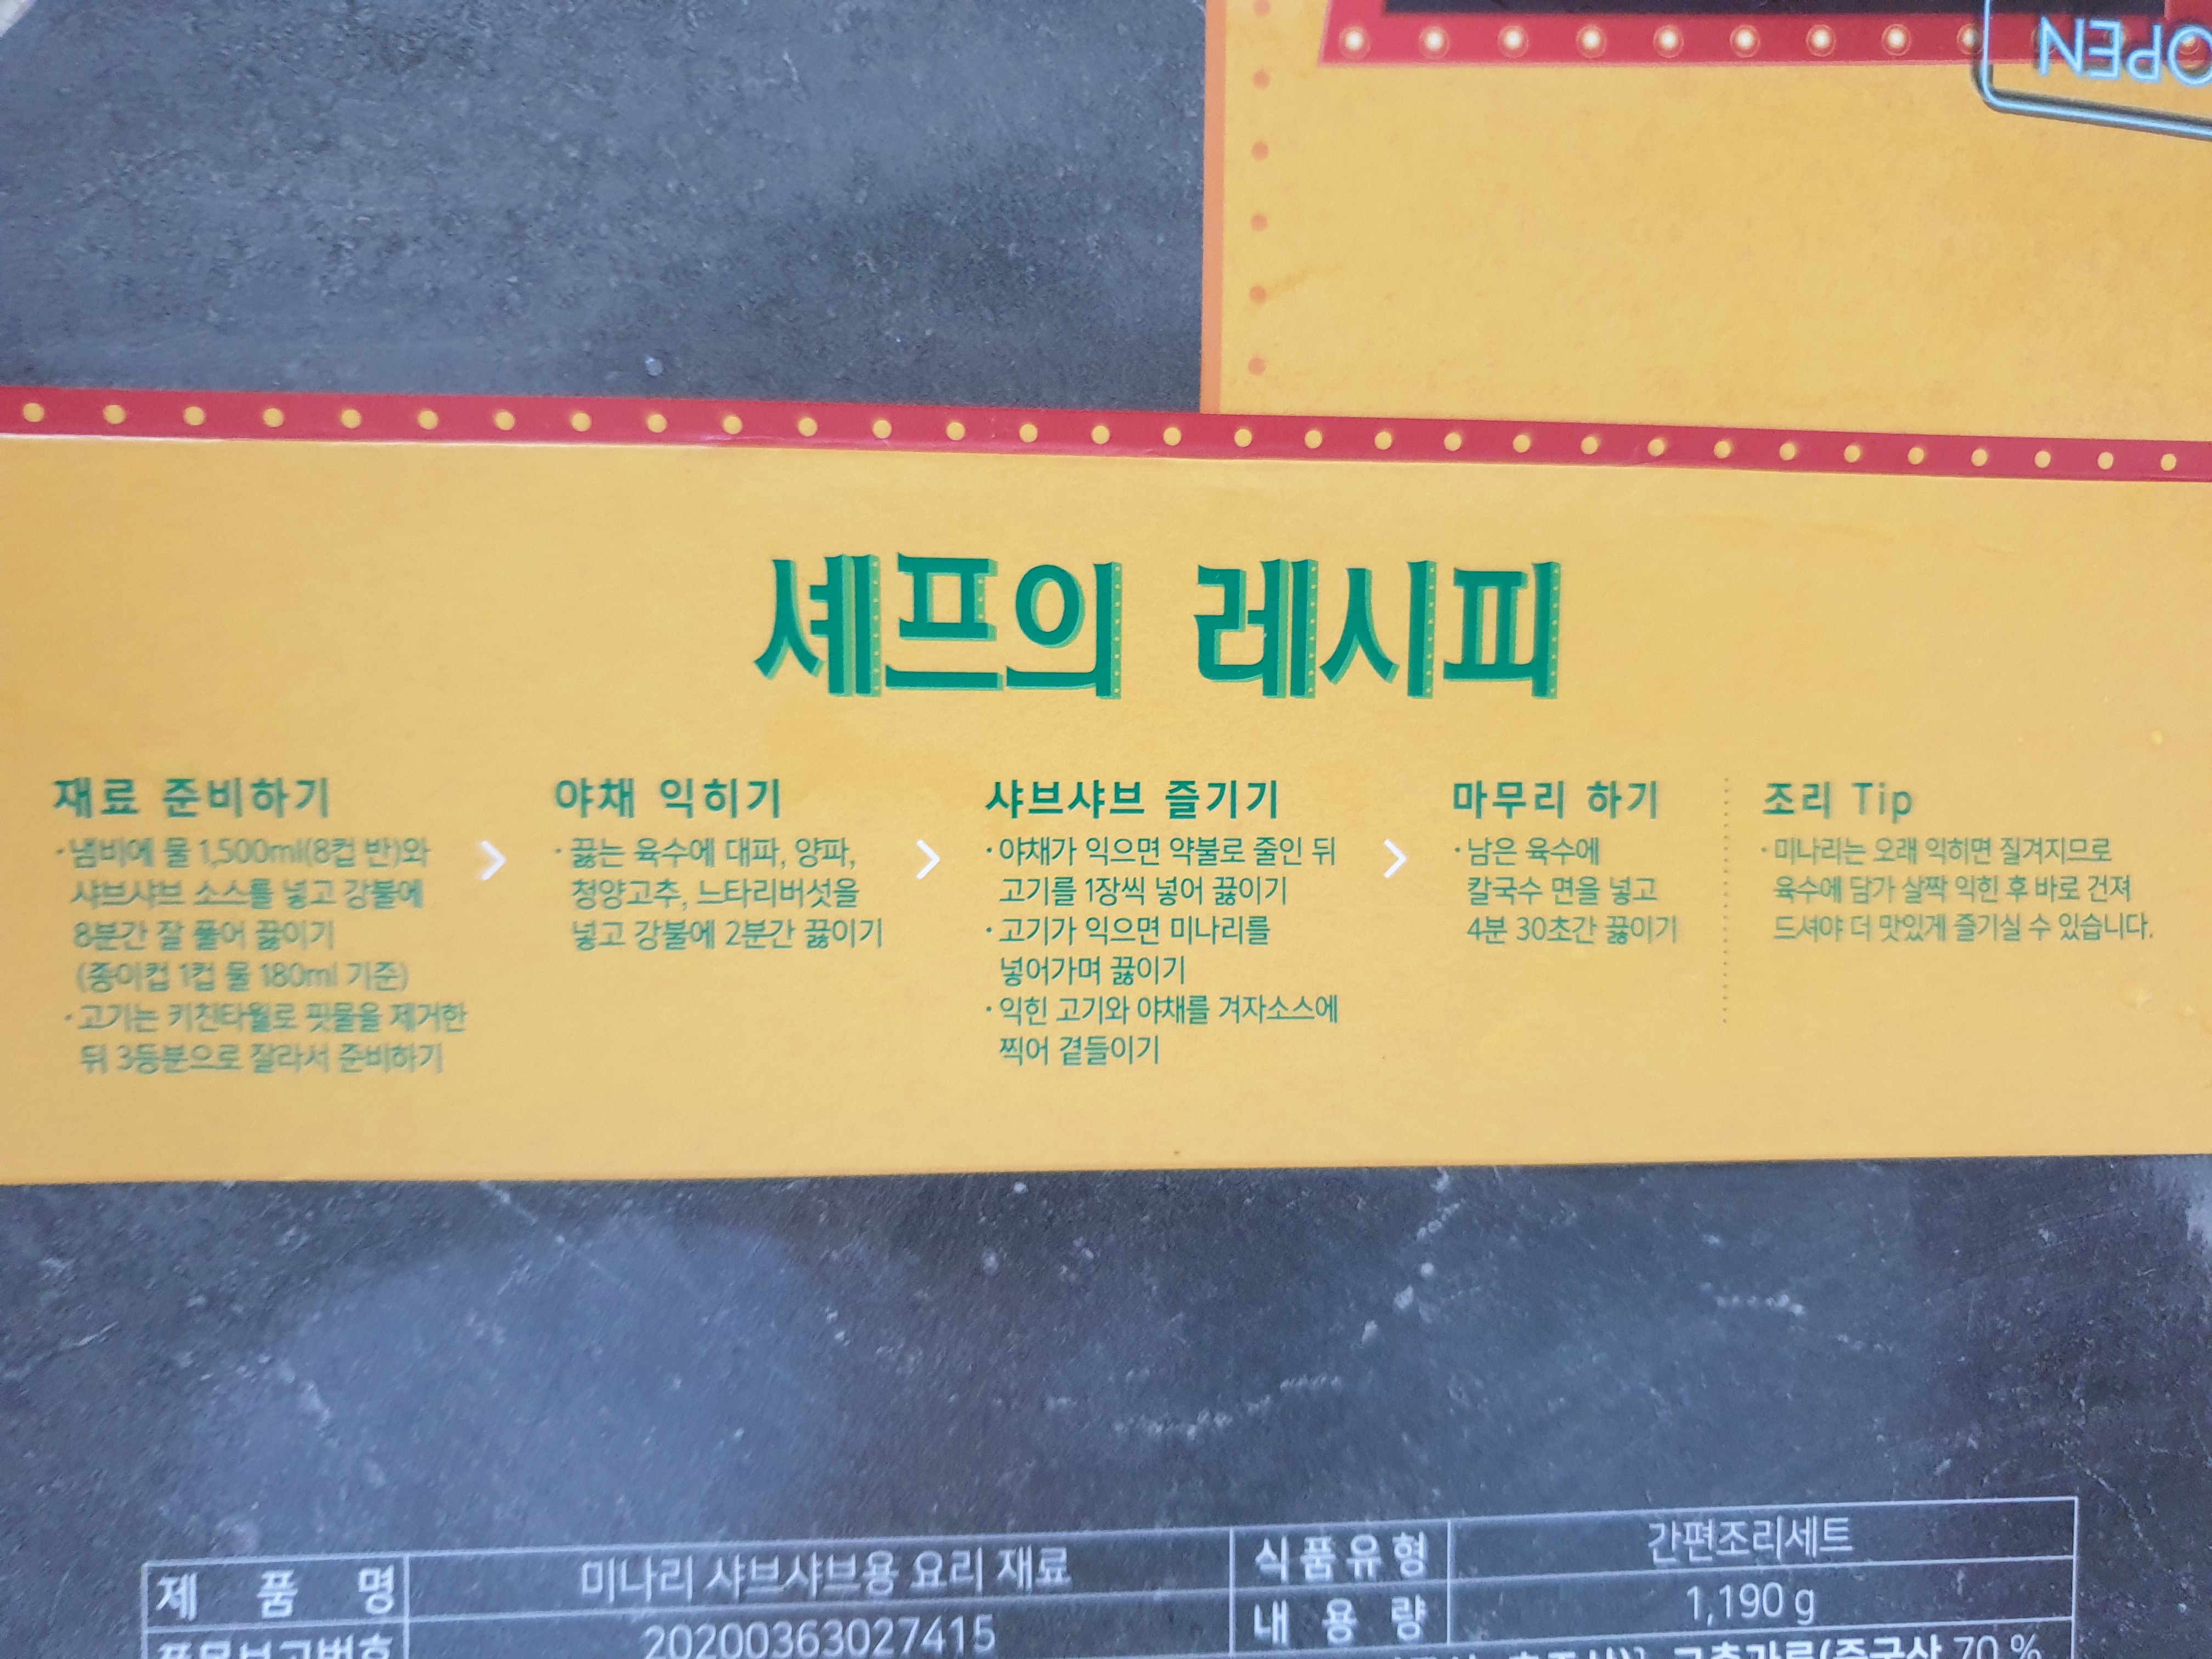 OPEN
셰프의 레시피
재료 준비하기
·냄비에 물 1,500ml(8컵 반)와
샤브샤브 소스를 넣고 강불에
8분간 잘 풀어 끓이기
(종이컵 1컵 물 180ml 기준)
·고기는 키친타월로 핏물을 제거한
뒤 3등분으로 잘라서 준비하기
야채 익히기
·끓는 육수에 대파, 양파,
청양고추, 느타리버섯을
넣고 강불에 2분간 끓이기
샤브샤브 즐기기
·야채가 익으면 약불로 줄인 뒤
고기를 1장씩 넣어 끓이기
·고기가 익으면 미나리를
넣어가며 끓이기
·익힌 고기와 야채를 겨자소스에
찍어 곁들이기
마무리 하기
·남은 육수에
칼국수 면을 넣고
4분 30초간 끓이기
조리 Tip
·미나리는 오래 익히면 질겨지므로
육수에 담가 살짝 익힌 후 바로 건져
드셔야 더 맛있게 즐기실 수 있습니다.
제품명 미나리 샤브샤브용 요리 재료 식품유형 간편조리세트
품목보고번호 20200363027415 내용량 1,190 g
고춧가루(중국산 70 %